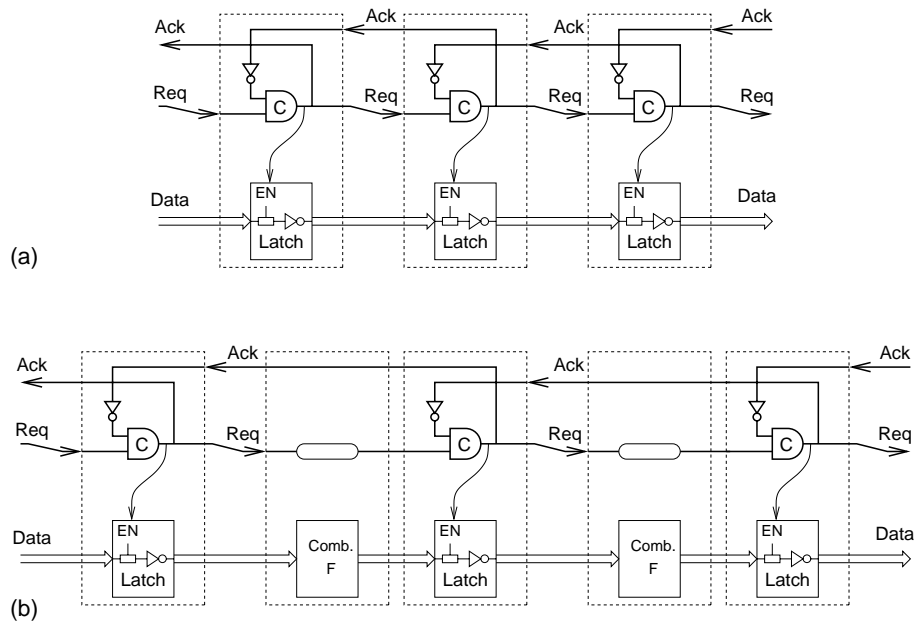 Ack Ack Ack Ack
Req Req Req Req
C C C
Data EN EN EN Data
Latch Latch Latch
(a)
Ack Ack Ack Ack
Req Req Req Req
C C C
Data EN Comb. EN Comb. EN Data
F F
Latch Latch Latch
(b)